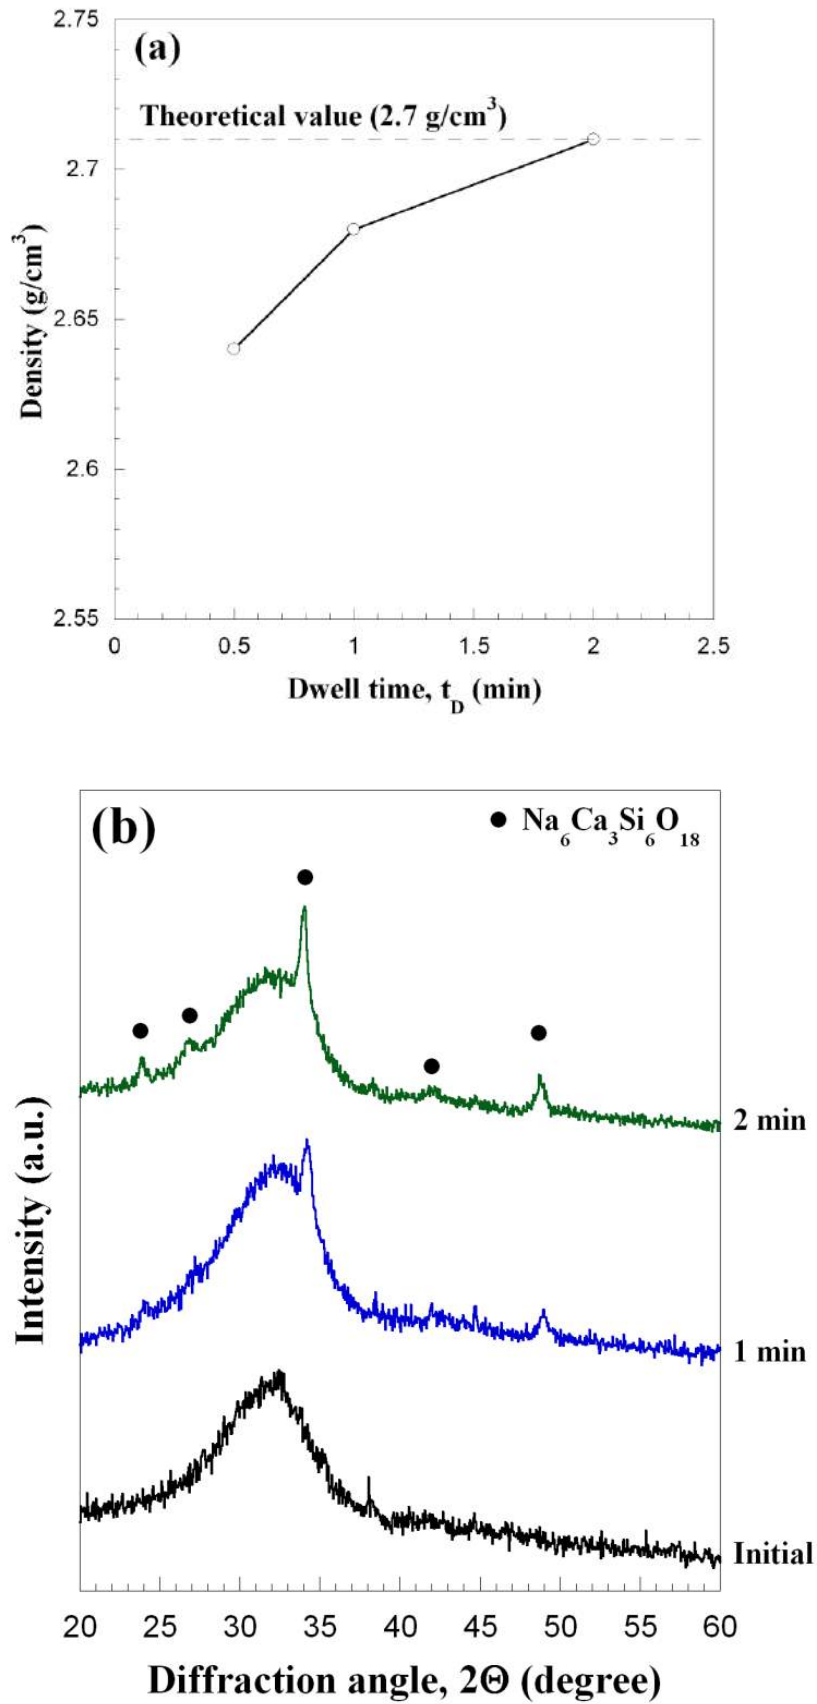 (a)
Theoretical value (2.7 g/cm³)
2.75
2.7
2.65
2.6
2.55
Density (g/cm³)
0 0.5 1 1.5 2 2.5
Dwell time, t_D (min)
(b)
● Na₆Ca₃Si₆O₁₈
2 min
1 min
Initial
Intensity (a.u.)
20 25 30 35 40 45 50 55 60
Diffraction angle, 2Θ (degree)